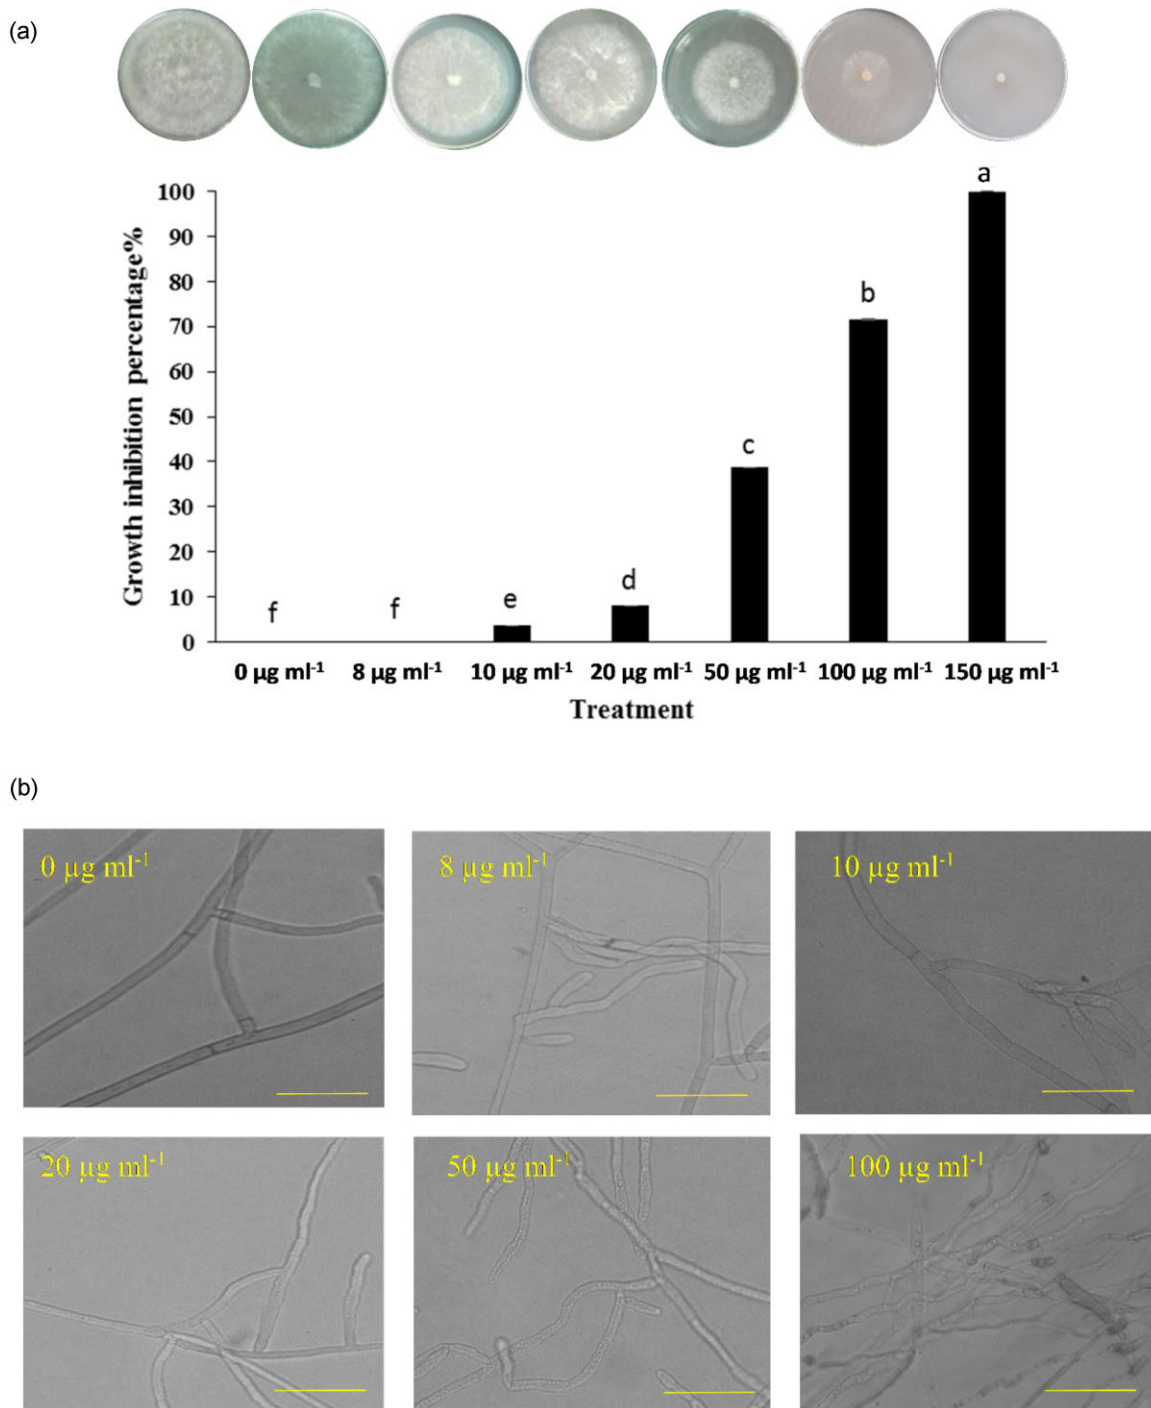 (a)
a
100
90
b
80
70
60
50
c
40
30
20
d
10
e
f
f
0
Growth inhibition percentage%
0 µg ml⁻¹ 8 µg ml⁻¹ 10 µg ml⁻¹ 20 µg ml⁻¹ 50 µg ml⁻¹ 100 µg ml⁻¹ 150 µg ml⁻¹
Treatment
(b)
0 µg ml⁻¹
8 µg ml⁻¹
10 µg ml⁻¹
20 µg ml⁻¹
50 µg ml⁻¹
100 µg ml⁻¹